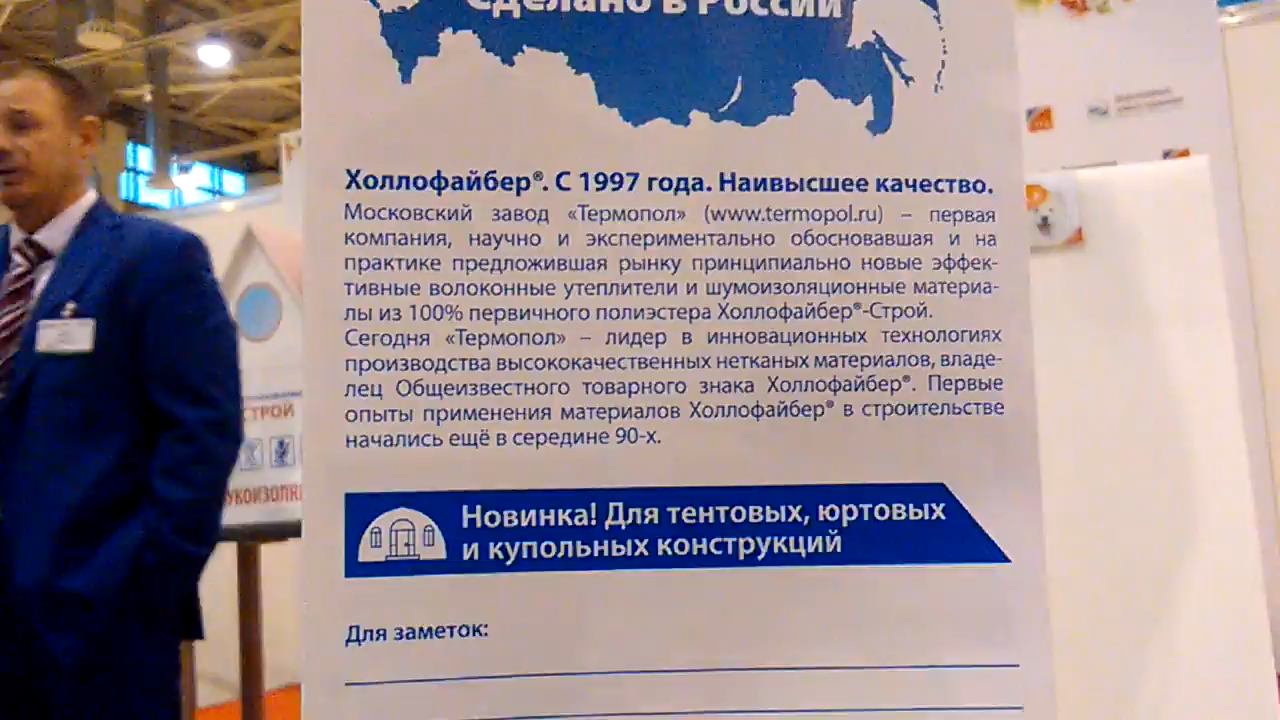 Сделано в России
Холлофайбер®. С 1997 года. Наивысшее качество.
Московский завод «Термопол» (www.termopol.ru) – первая
компания, научно и экспериментально обосновавшая и на
практике предложившая рынку принципиально новые эффек-
тивные волоконные утеплители и шумоизоляционные материа-
лы из 100% первичного полиэстера Холлофайбер®-Строй.
Сегодня «Термопол» – лидер в инновационных технологиях
производства высококачественных нетканых материалов, владе-
лец Общеизвестного товарного знака Холлофайбер®. Первые
опыты применения материалов Холлофайбер® в строительстве
начались ещё в середине 90-х.
Новинка! Для тентовых, юртовых
и купольных конструкций
Для заметок:
СТРОЙ